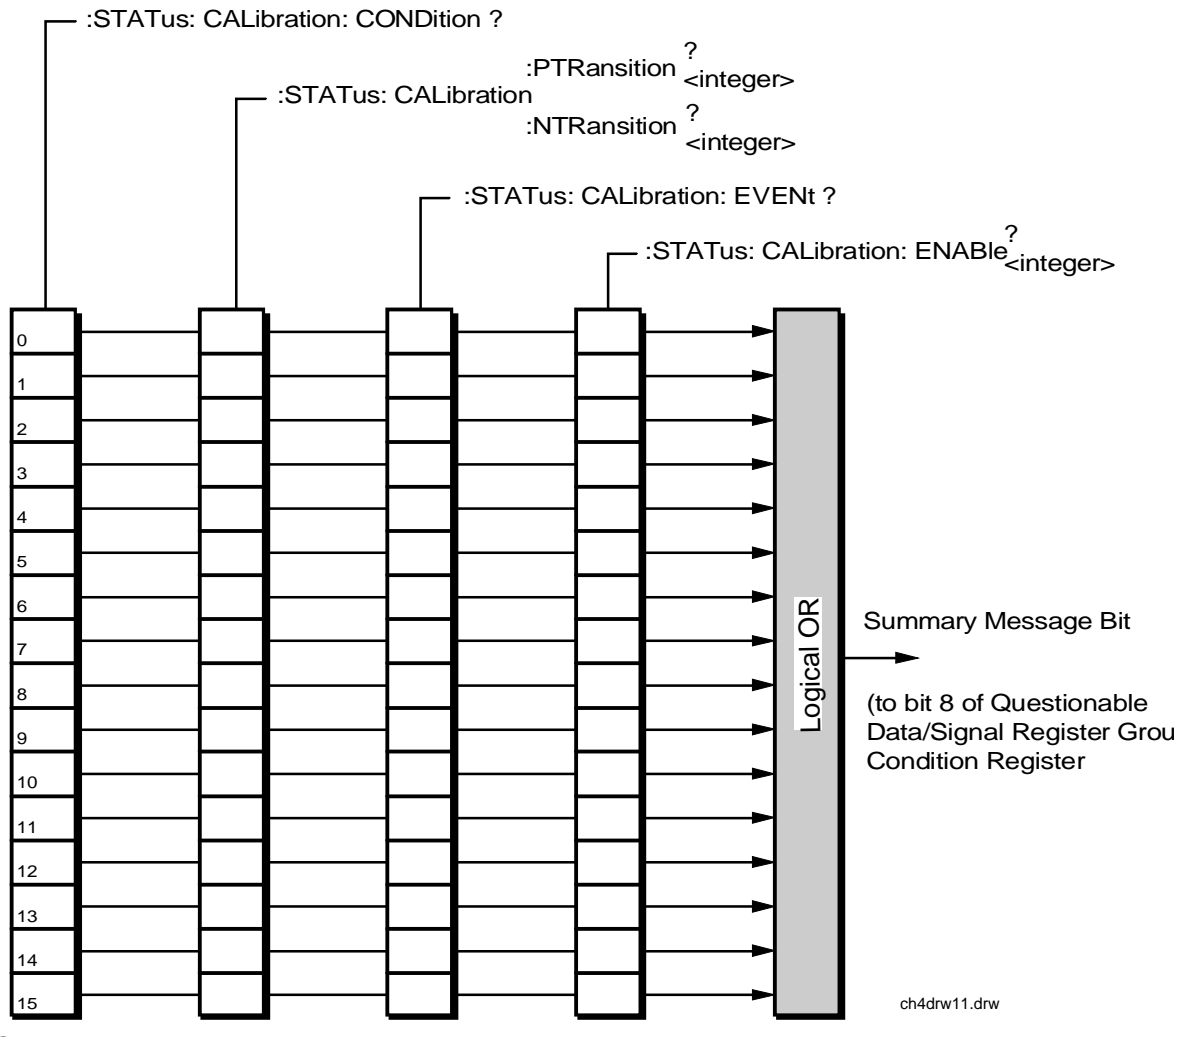 :STATus: CALibration: CONDition ?
:PTRansition ?
<integer>
:STATus: CALibration
:NTRansition ?
<integer>
:STATus: CALibration: EVENt ?
:STATus: CALibration: ENABle ?
<integer>
0
1
2
3
4
5
6
7
8
9
10
11
12
13
14
15
Logical OR
Summary Message Bit
(to bit 8 of Questionable
Data/Signal Register Grou
Condition Register
ch4drw11.drw